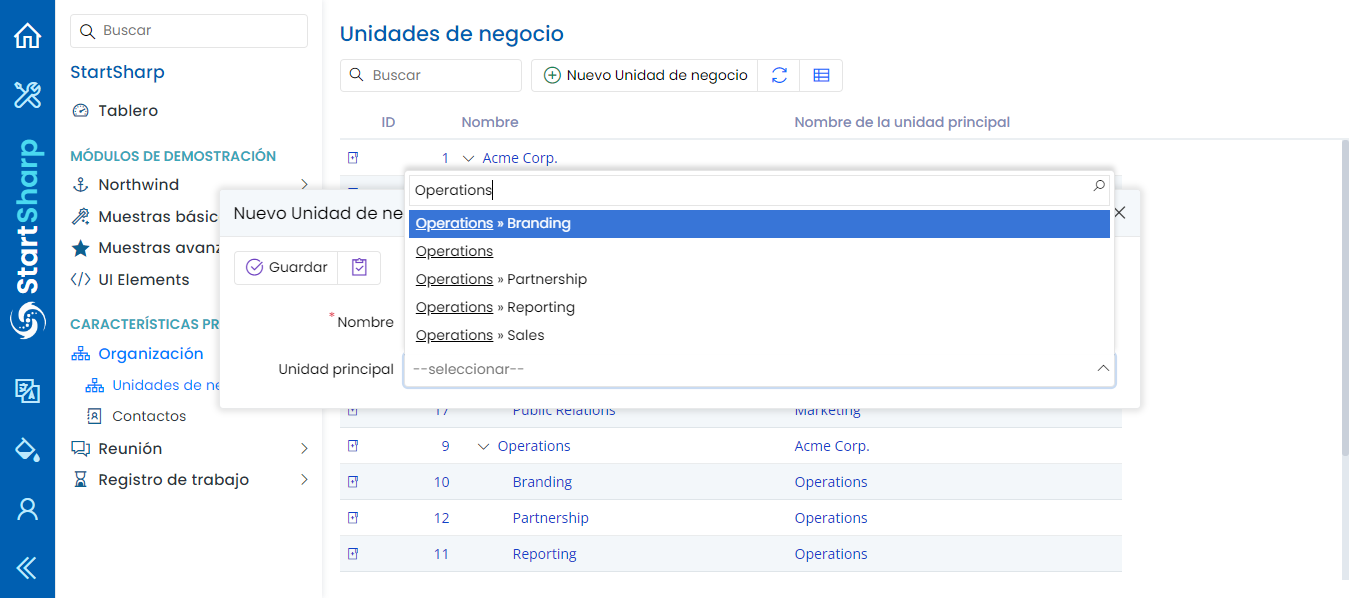 StartSharp
Buscar
StartSharp
Tablero
MÓDULOS DE DEMOSTRACIÓN
Northwind
Muestras básic
Muestras avanz
UI Elements
CARACTERÍSTICAS PR
Organización
Unidades de ne
Contactos
Reunión
Registro de trabajo
Unidades de negocio
Buscar
Nuevo Unidad de negocio
ID Nombre Nombre de la unidad principal
1 Acme Corp.
Nuevo Unidad de ne
Guardar
* Nombre
Unidad principal
Operations
Operations » Branding
Operations
Operations » Partnership
Operations » Reporting
Operations » Sales
--seleccionar--
17 Public Relations Marketing
9 Operations Acme Corp.
10 Branding Operations
12 Partnership Operations
11 Reporting Operations